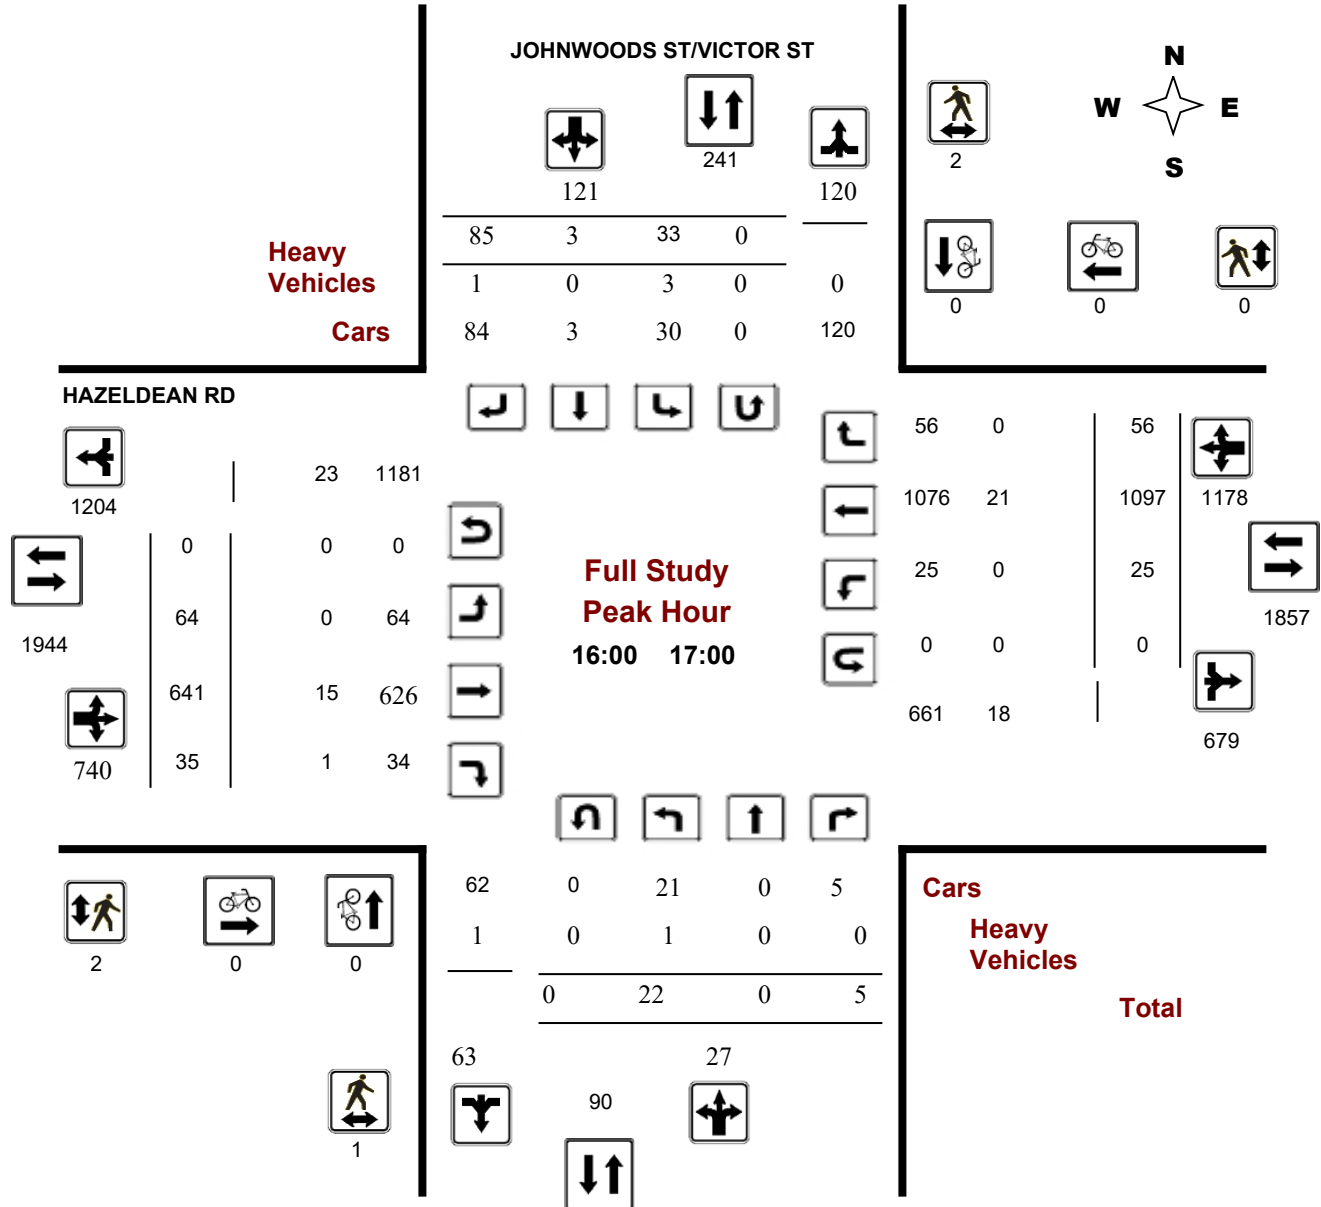 JOHNWOODS ST/VICTOR ST
N
W E
S
241
2
121 120
85 3 33 0
Heavy
Vehicles 1 0 3 0 0
0 0 0
Cars 84 3 30 0 120
HAZELDEAN RD
56 0 56
23 1181
1204
1076 21 1097 1178
0 0 0
Full Study
25 0 25
Peak Hour
64 0 64
1857
1944
16:00 17:00
0 0 0
641 15 626
661 18
679
740 35 1 34
62 0 21 0 5
Cars
1 0 1 0 0
Heavy
Vehicles
2 0 0
0 22 0 5
Total
63 27
90
1